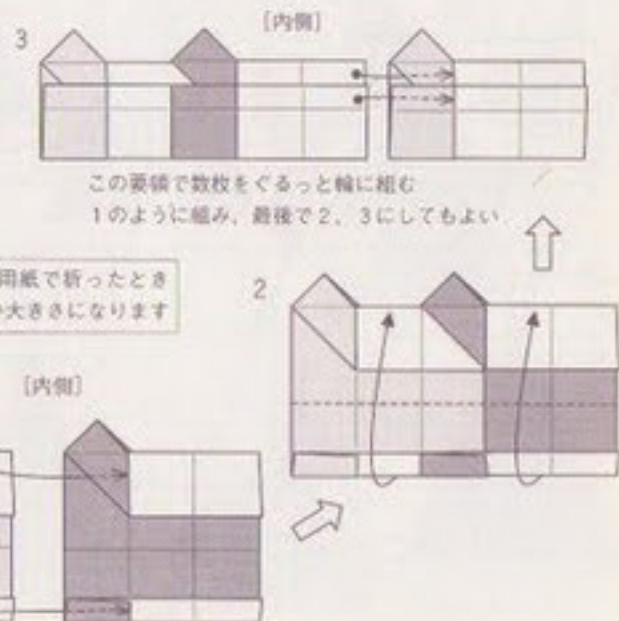 [内側]
3
この要領で数枚をぐるっと輪に組む
1のように組み、最後で2、3にしてもよい
用紙で折ったとき
大きさになります
2
[内側]